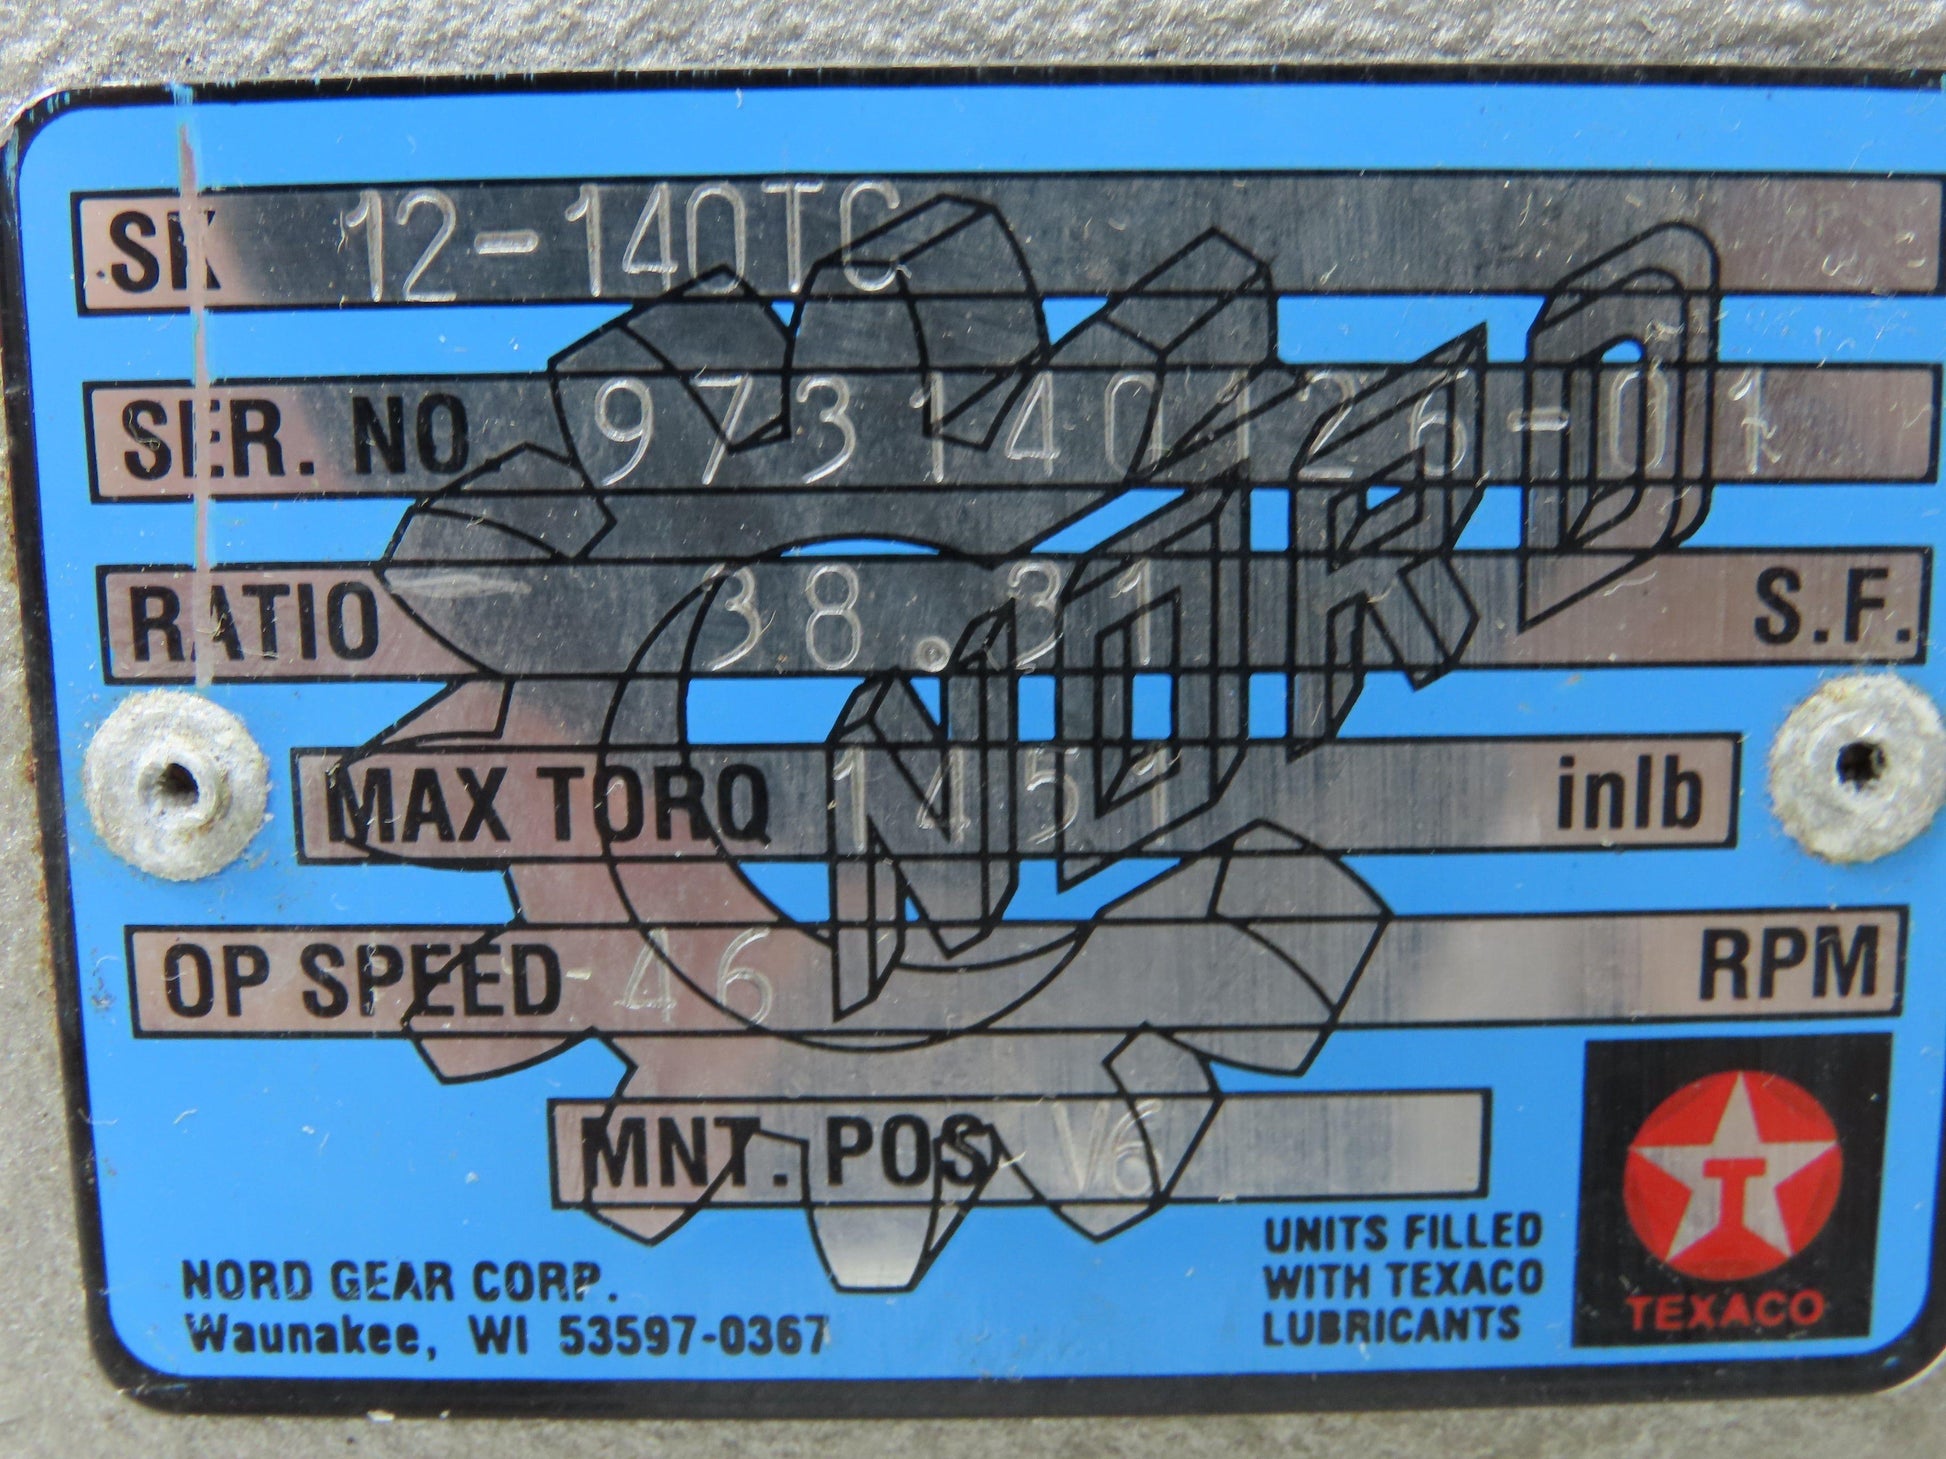 SK 12-140TC
SER. NO 973140126-01
RATIO 38.31 S.F.
MAX TORQ 1451 inlb
OP SPEED -46 RPM
MNT. POS V6
NORD
NORD GEAR CORP.
Waunakee, WI 53597-0367
UNITS FILLED
WITH TEXACO
LUBRICANTS
T
TEXACO